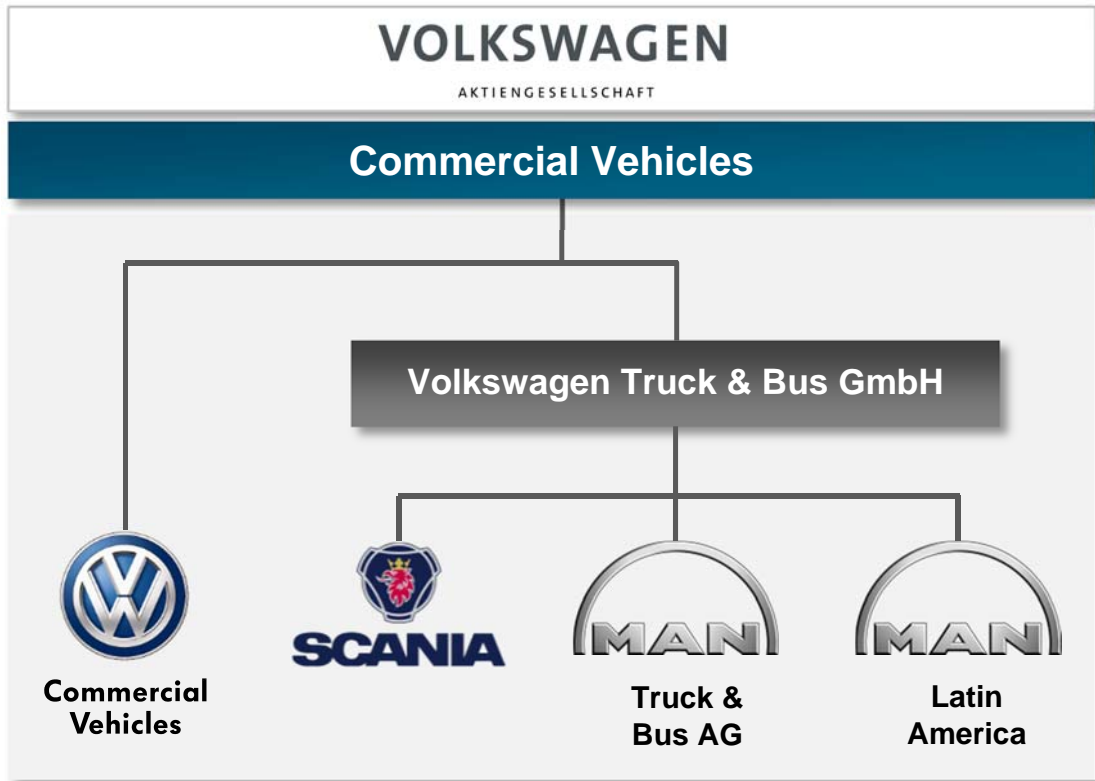 VOLKSWAGEN
AKTIENGESELLSCHAFT
Commercial Vehicles
Volkswagen Truck & Bus GmbH
SCANIA
MAN
MAN
Commercial
Vehicles
Truck &
Bus AG
Latin
America